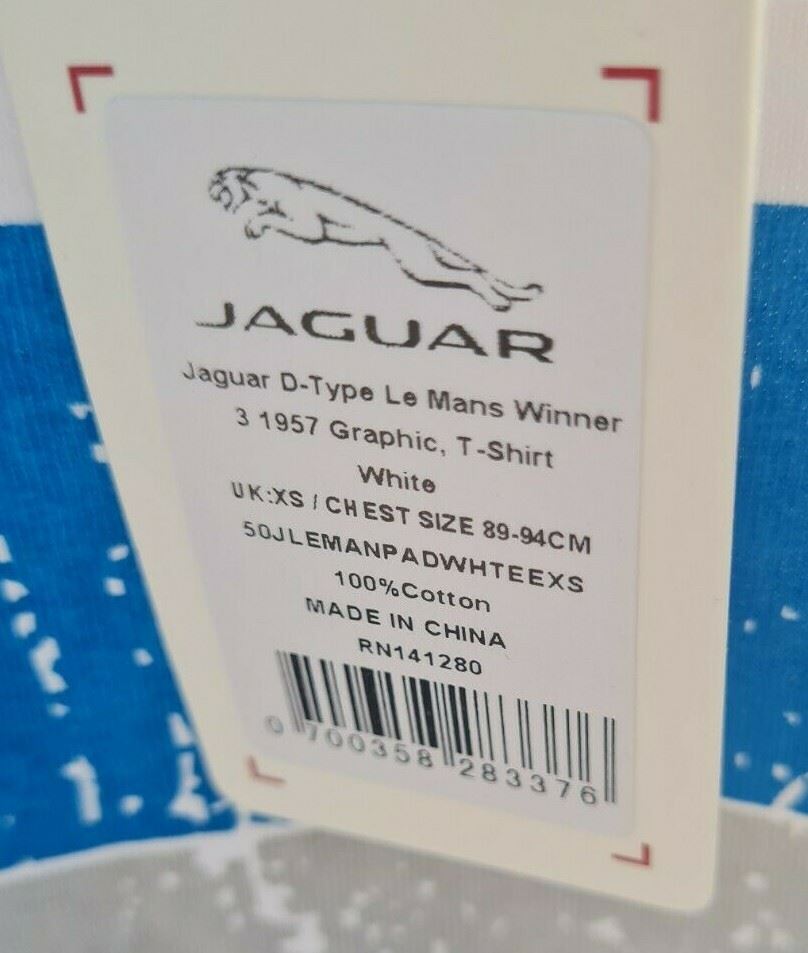 JAGUAR
Jaguar D-Type Le Mans Winner
3 1957 Graphic, T-Shirt
White
UK:XS / CHEST SIZE 89-94CM
50JLEMANPADWHTEEXS
100%Cotton
MADE IN CHINA
RN141280
0 700358 283376